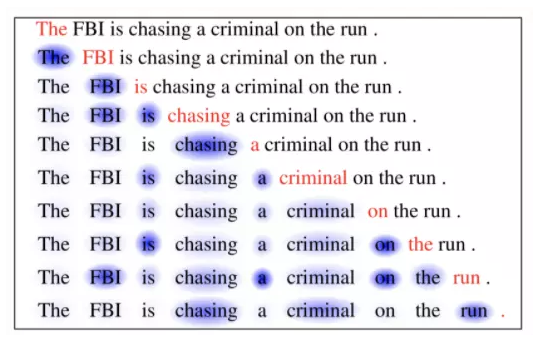 The FBI is chasing a criminal on the run .
The FBI is chasing a criminal on the run .
The FBI is chasing a criminal on the run .
The FBI is chasing a criminal on the run .
The FBI is chasing a criminal on the run .
The FBI is chasing a criminal on the run .
The FBI is chasing a criminal on the run .
The FBI is chasing a criminal on the run .
The FBI is chasing a criminal on the run .
The FBI is chasing a criminal on the run .